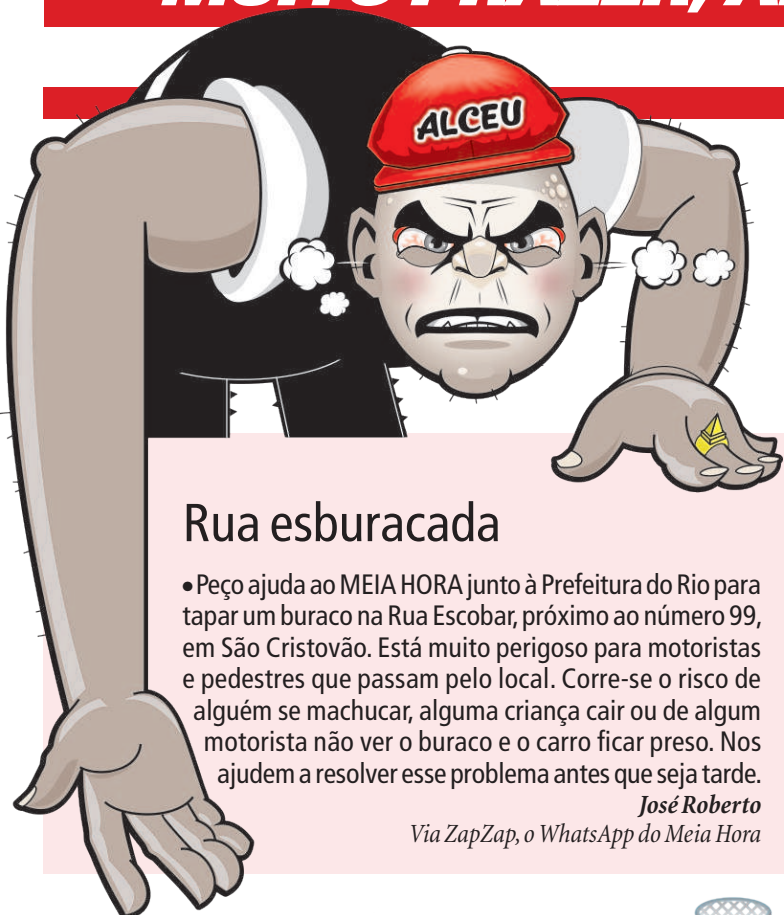 MUITO PRAZER, A
ALCEU
Rua esburacada
• Peço ajuda ao MEIA HORA junto à Prefeitura do Rio para
tapar um buraco na Rua Escobar, próximo ao número 99,
em São Cristovão. Está muito perigoso para motoristas
e pedestres que passam pelo local. Corre-se o risco de
alguém se machucar, alguma criança cair ou de algum
motorista não ver o buraco e o carro ficar preso. Nos
ajudem a resolver esse problema antes que seja tarde.
José Roberto
Via ZapZap, o WhatsApp do Meia Hora